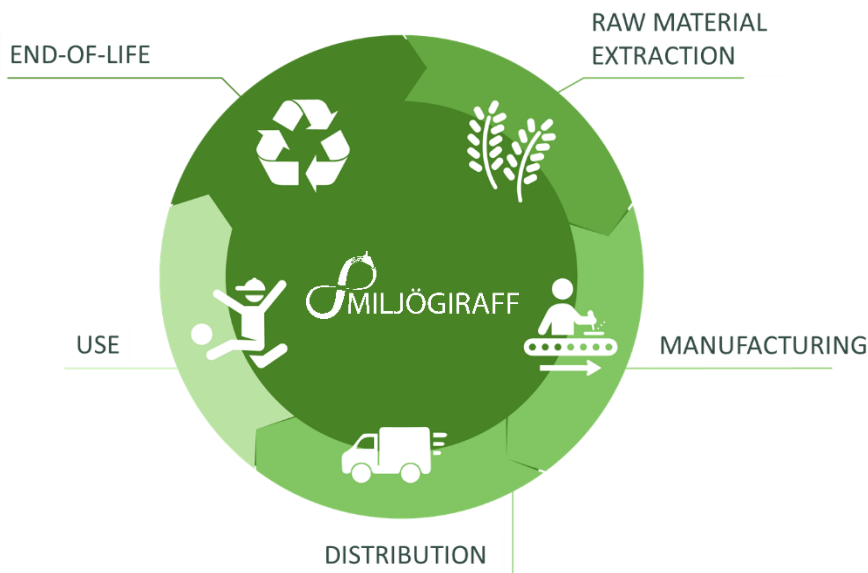 RAW MATERIAL
EXTRACTION
END-OF-LIFE
MILJÖGIRAFF
USE
MANUFACTURING
DISTRIBUTION